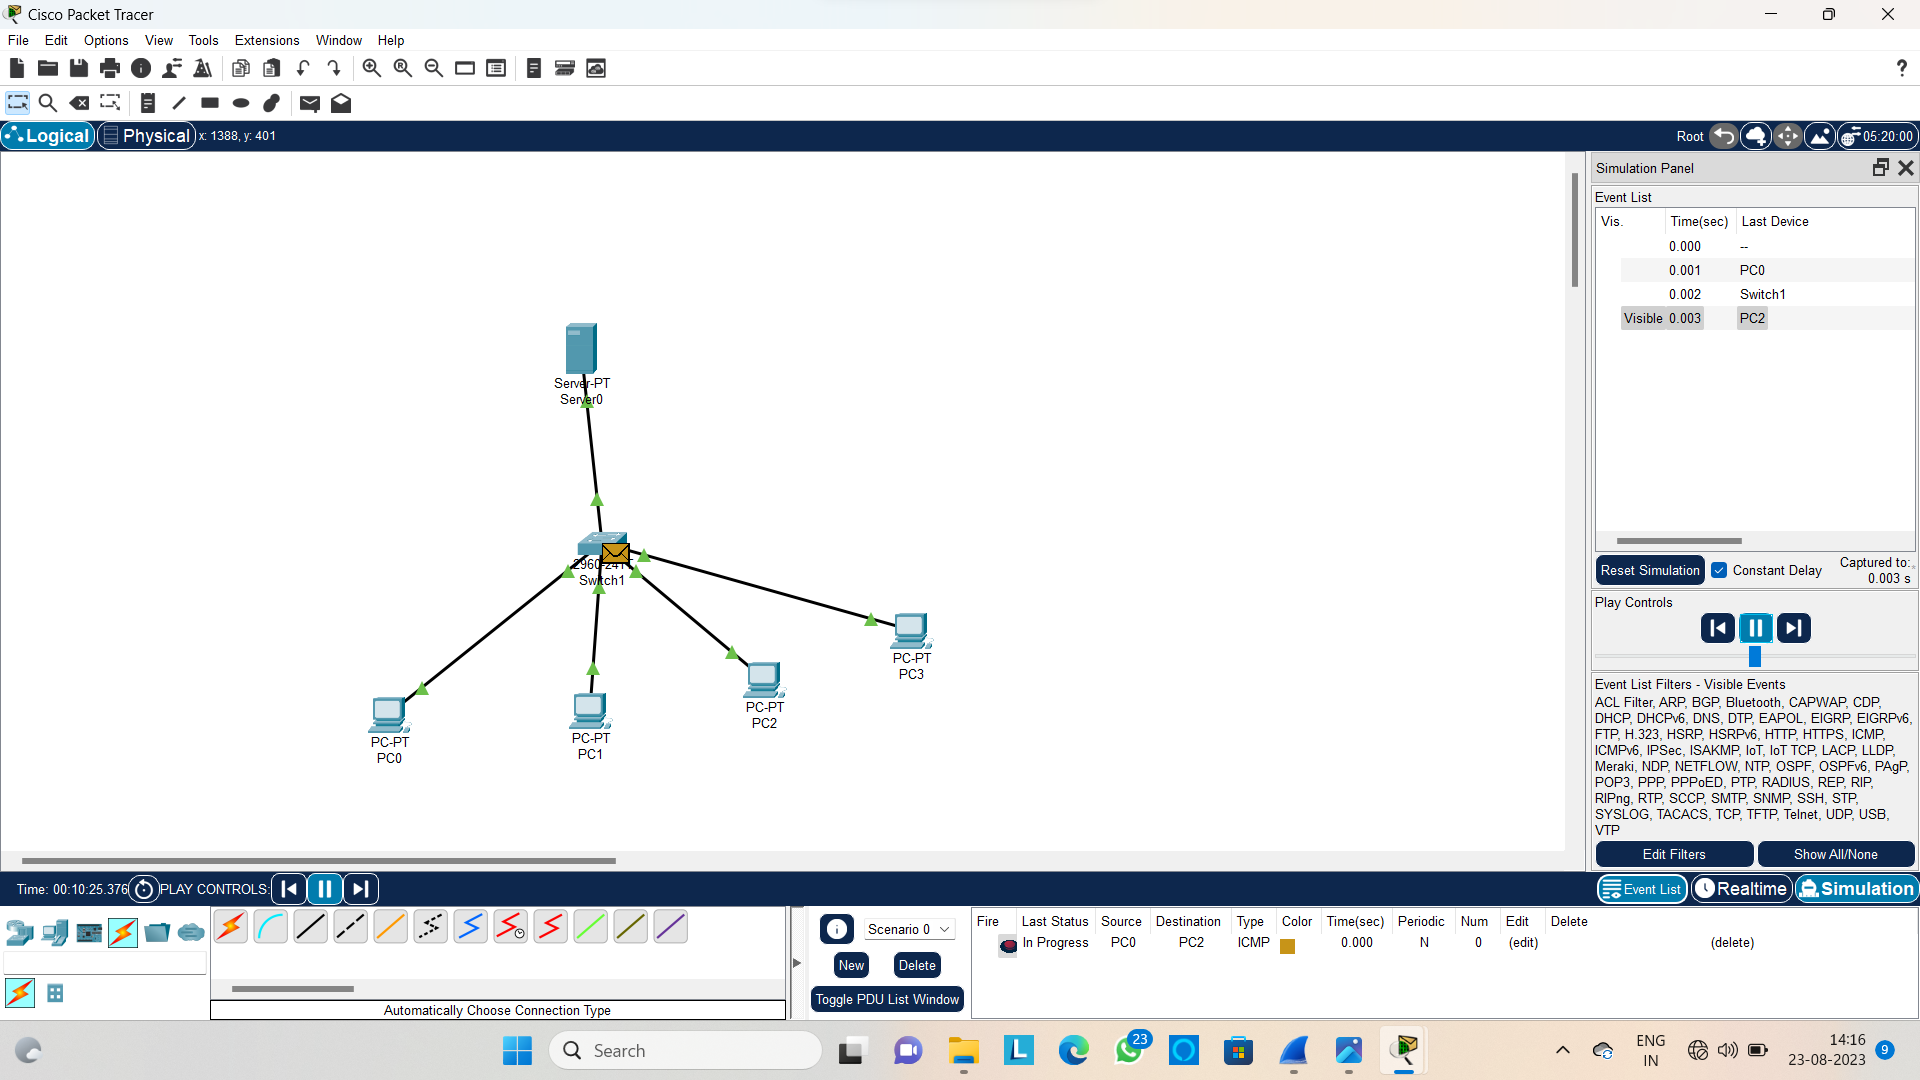 Cisco Packet Tracer
File Edit Options View Tools Extensions Window Help
Logical Physical x: 1388, y: 401 Root 05:20:00
Simulation Panel
Event List
Vis. Time(sec) Last Device
0.000 --
0.001 PC0
0.002 Switch1
Visible 0.003 PC2
Server-PT
Server0
2960-24TT
Switch1
PC-PT
PC3
PC-PT
PC2
PC-PT
PC1
PC-PT
PC0
Reset Simulation Constant Delay Captured to:
0.003 s
Play Controls
Event List Filters - Visible Events
ACL Filter, ARP, BGP, Bluetooth, CAPWAP, CDP,
DHCP, DHCPv6, DNS, DTP, EAPOL, EIGRP, EIGRPv6,
FTP, H.323, HSRP, HSRPv6, HTTP, HTTPS, ICMP,
ICMPv6, IPSec, ISAKMP, IoT, IoT TCP, LACP, LLDP,
Meraki, NDP, NETFLOW, NTP, OSPF, OSPFv6, PAgP,
POP3, PPP, PPPoED, PTP, RADIUS, REP, RIP,
RIPng, RTP, SCCP, SMTP, SNMP, SSH, STP,
SYSLOG, TACACS, TCP, TFTP, Telnet, UDP, USB,
VTP
Edit Filters Show All/None
Time: 00:10:25.376 PLAY CONTROLS: Event List Realtime Simulation
Scenario 0
New Delete
Toggle PDU List Window
Fire Last Status Source Destination Type Color Time(sec) Periodic Num Edit Delete
In Progress PC0 PC2 ICMP 0.000 N 0 (edit) (delete)
Automatically Choose Connection Type
Search
23
ENG
IN
14:16
23-08-2023
9